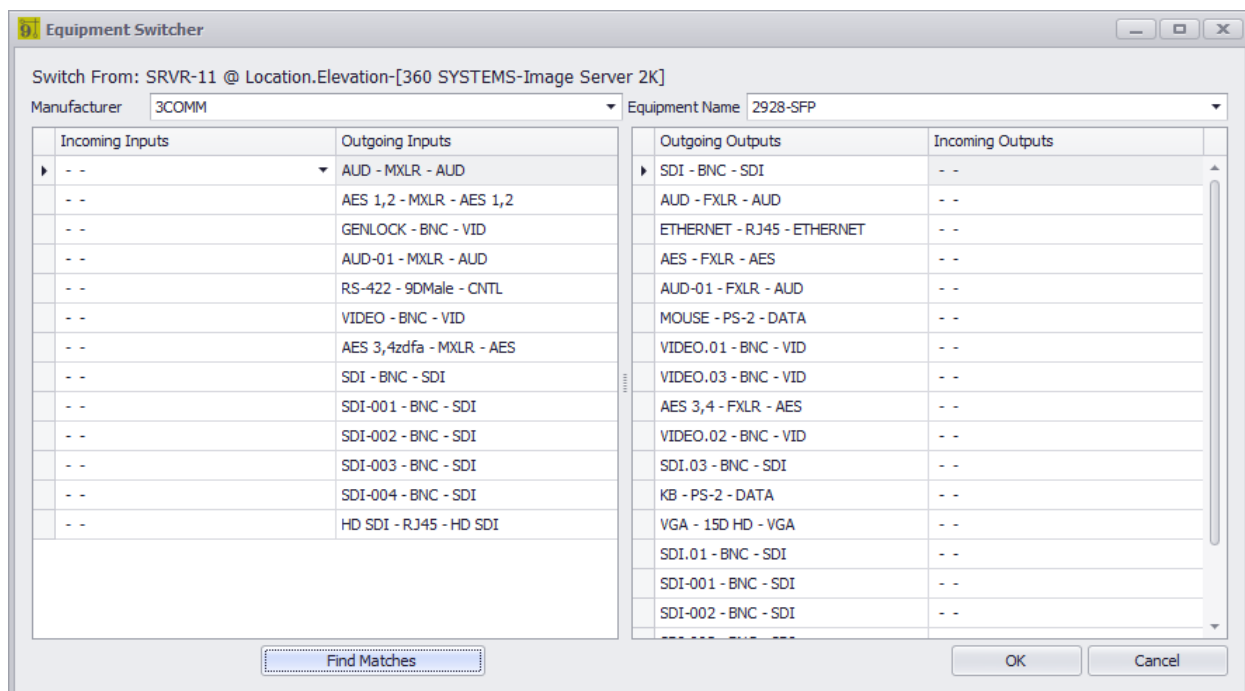 9 Equipment Switcher
Switch From: SRVR-11 @ Location.Elevation-[360 SYSTEMS-Image Server 2K]
Manufacturer 3COMM Equipment Name 2928-SFP
Incoming Inputs Outgoing Inputs Outgoing Outputs Incoming Outputs
- - AUD - MXLR - AUD SDI - BNC - SDI - -
- - AES 1,2 - MXLR - AES 1,2 AUD - FXLR - AUD - -
- - GENLOCK - BNC - VID ETHERNET - RJ45 - ETHERNET - -
- - AUD-01 - MXLR - AUD AES - FXLR - AES - -
- - RS-422 - 9DMale - CNTL AUD-01 - FXLR - AUD - -
- - VIDEO - BNC - VID MOUSE - PS-2 - DATA - -
- - AES 3,4zdfa - MXLR - AES VIDEO.01 - BNC - VID - -
- - SDI - BNC - SDI VIDEO.03 - BNC - VID - -
- - SDI-001 - BNC - SDI AES 3,4 - FXLR - AES - -
- - SDI-002 - BNC - SDI VIDEO.02 - BNC - VID - -
- - SDI-003 - BNC - SDI SDI.03 - BNC - SDI - -
- - SDI-004 - BNC - SDI KB - PS-2 - DATA - -
- - HD SDI - RJ45 - HD SDI VGA - 15D HD - VGA - -
SDI.01 - BNC - SDI - -
SDI-001 - BNC - SDI - -
SDI-002 - BNC - SDI - -
Find Matches OK Cancel